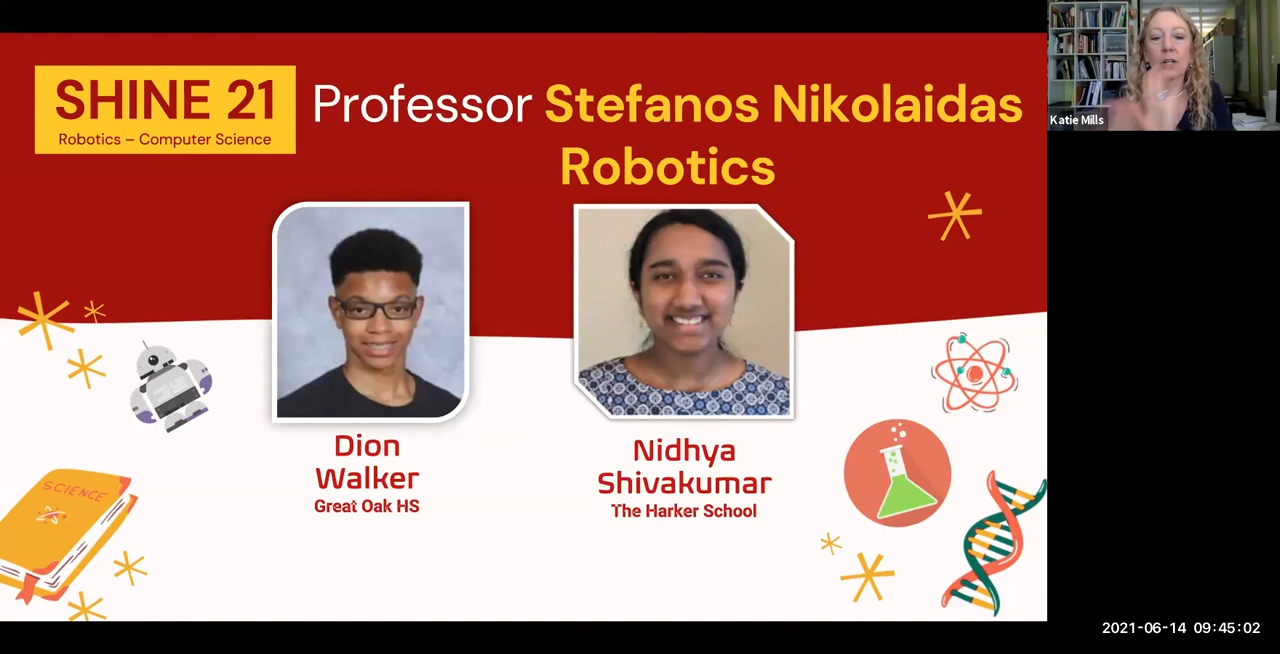 SHINE 21
Robotics – Computer Science
Professor Stefanos Nikolaidas
Robotics
Katie Mills
Dion
Walker
Great Oak HS
Nidhya
Shivakumar
The Harker School
SCIENCE
2021-06-14 09:45:02